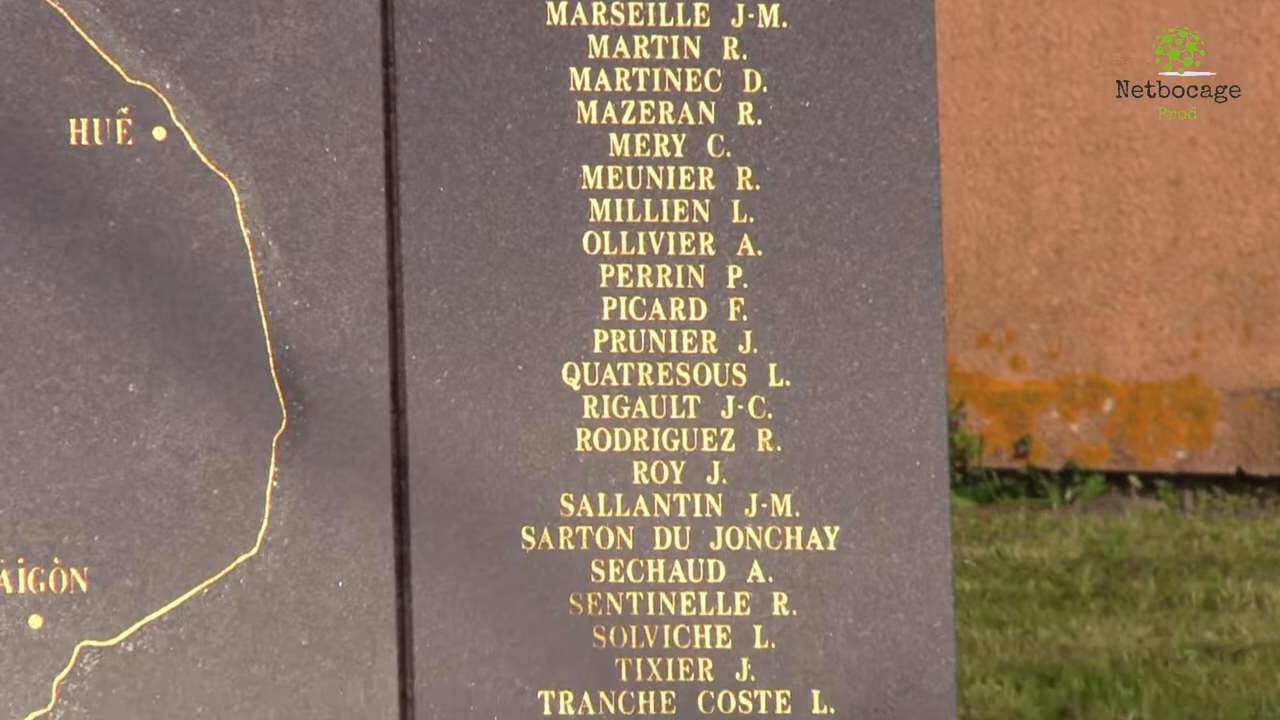 MARSEILLE J-M.
MARTIN R.
MARTINEC D.
MAZERAN R.
MERY C.
MEUNIER R.
MILLIEN L.
OLLIVIER A.
PERRIN P.
PICARD F.
PRUNIER J.
QUATRESOUS L.
RIGAULT J-C.
RODRIGUEZ R.
ROY J.
SALLANTIN J-M.
SARTON DU JONCHAY
SECHAUD A.
SENTINELLE R.
SOLVICHE L.
TIXIER J.
TRANCHE COSTE L.
HUẾ
Netbocage
Prod